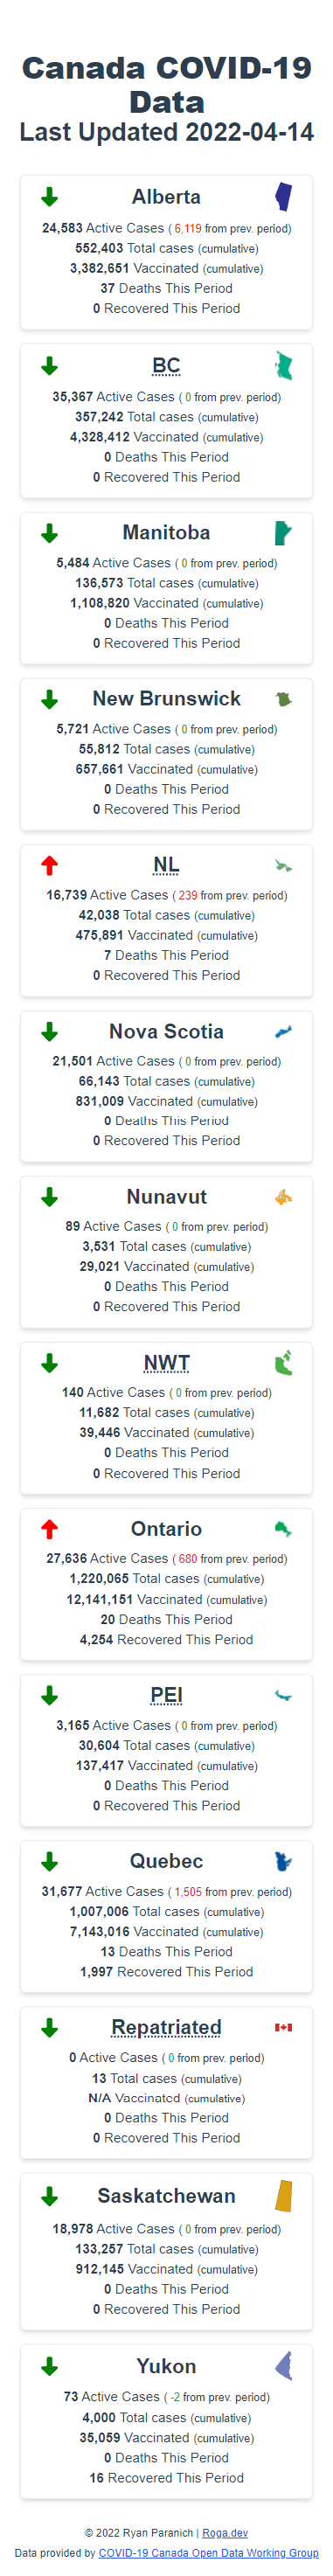 Canada COVID-19
Data
Last Updated 2022-04-14
Alberta
24,583 Active Cases ( 6,119 from prev. period)
552,403 Total cases (cumulative)
3,382,651 Vaccinated (cumulative)
37 Deaths This Period
0 Recovered This Period
BC
35,367 Active Cases ( 0 from prev. period)
357,242 Total cases (cumulative)
4,328,412 Vaccinated (cumulative)
0 Deaths This Period
0 Recovered This Period
Manitoba
5,484 Active Cases ( 0 from prev. period)
136,573 Total cases (cumulative)
1,108,820 Vaccinated (cumulative)
0 Deaths This Period
0 Recovered This Period
New Brunswick
5,721 Active Cases ( 0 from prev. period)
55,812 Total cases (cumulative)
657,661 Vaccinated (cumulative)
0 Deaths This Period
0 Recovered This Period
NL
16,739 Active Cases ( 239 from prev. period)
42,038 Total cases (cumulative)
475,891 Vaccinated (cumulative)
7 Deaths This Period
0 Recovered This Period
Nova Scotia
21,501 Active Cases ( 0 from prev. period)
66,143 Total cases (cumulative)
831,009 Vaccinated (cumulative)
0 Deaths This Period
0 Recovered This Period
Nunavut
89 Active Cases ( 0 from prev. period)
3,531 Total cases (cumulative)
29,021 Vaccinated (cumulative)
0 Deaths This Period
0 Recovered This Period
NWT
140 Active Cases ( 0 from prev. period)
11,682 Total cases (cumulative)
39,446 Vaccinated (cumulative)
0 Deaths This Period
0 Recovered This Period
Ontario
27,636 Active Cases ( 680 from prev. period)
1,220,065 Total cases (cumulative)
12,141,151 Vaccinated (cumulative)
20 Deaths This Period
4,254 Recovered This Period
PEI
3,165 Active Cases ( 0 from prev. period)
30,604 Total cases (cumulative)
137,417 Vaccinated (cumulative)
0 Deaths This Period
0 Recovered This Period
Quebec
31,677 Active Cases ( 1,505 from prev. period)
1,007,006 Total cases (cumulative)
7,143,016 Vaccinated (cumulative)
13 Deaths This Period
1,997 Recovered This Period
Repatriated
0 Active Cases ( 0 from prev. period)
13 Total cases (cumulative)
N/A Vaccinated (cumulative)
0 Deaths This Period
0 Recovered This Period
Saskatchewan
18,978 Active Cases ( 0 from prev. period)
133,257 Total cases (cumulative)
912,145 Vaccinated (cumulative)
0 Deaths This Period
0 Recovered This Period
Yukon
73 Active Cases ( -2 from prev. period)
4,000 Total cases (cumulative)
35,059 Vaccinated (cumulative)
0 Deaths This Period
16 Recovered This Period
© 2022 Ryan Paranich | Roga.dev
Data provided by COVID-19 Canada Open Data Working Group